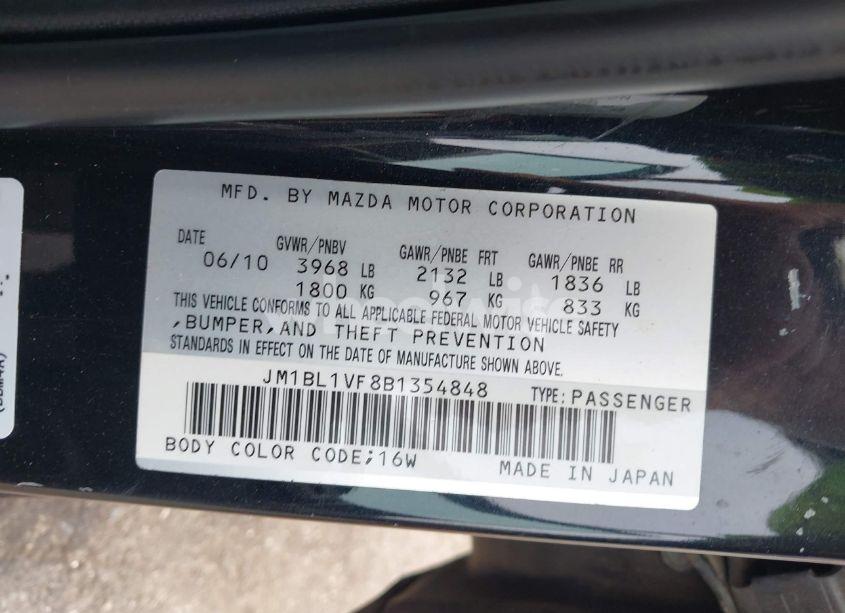 MFD. BY MAZDA MOTOR CORPORATION
DATE GVWR/PNBV GAWR/PNBE FRT GAWR/PNBE RR
06/10 3968 LB 2132 LB 1836 LB
1800 KG 967 KG 833 KG
THIS VEHICLE CONFORMS TO ALL APPLICABLE FEDERAL MOTOR VEHICLE SAFETY
,BUMPER,AND THEFT PREVENTION
STANDARDS IN EFFECT ON THE DATE OF MANUFACTURE SHOWN ABOVE.
JM1BL1VF8B1354848 TYPE: PASSENGER
BODY COLOR CODE;16W MADE IN JAPAN